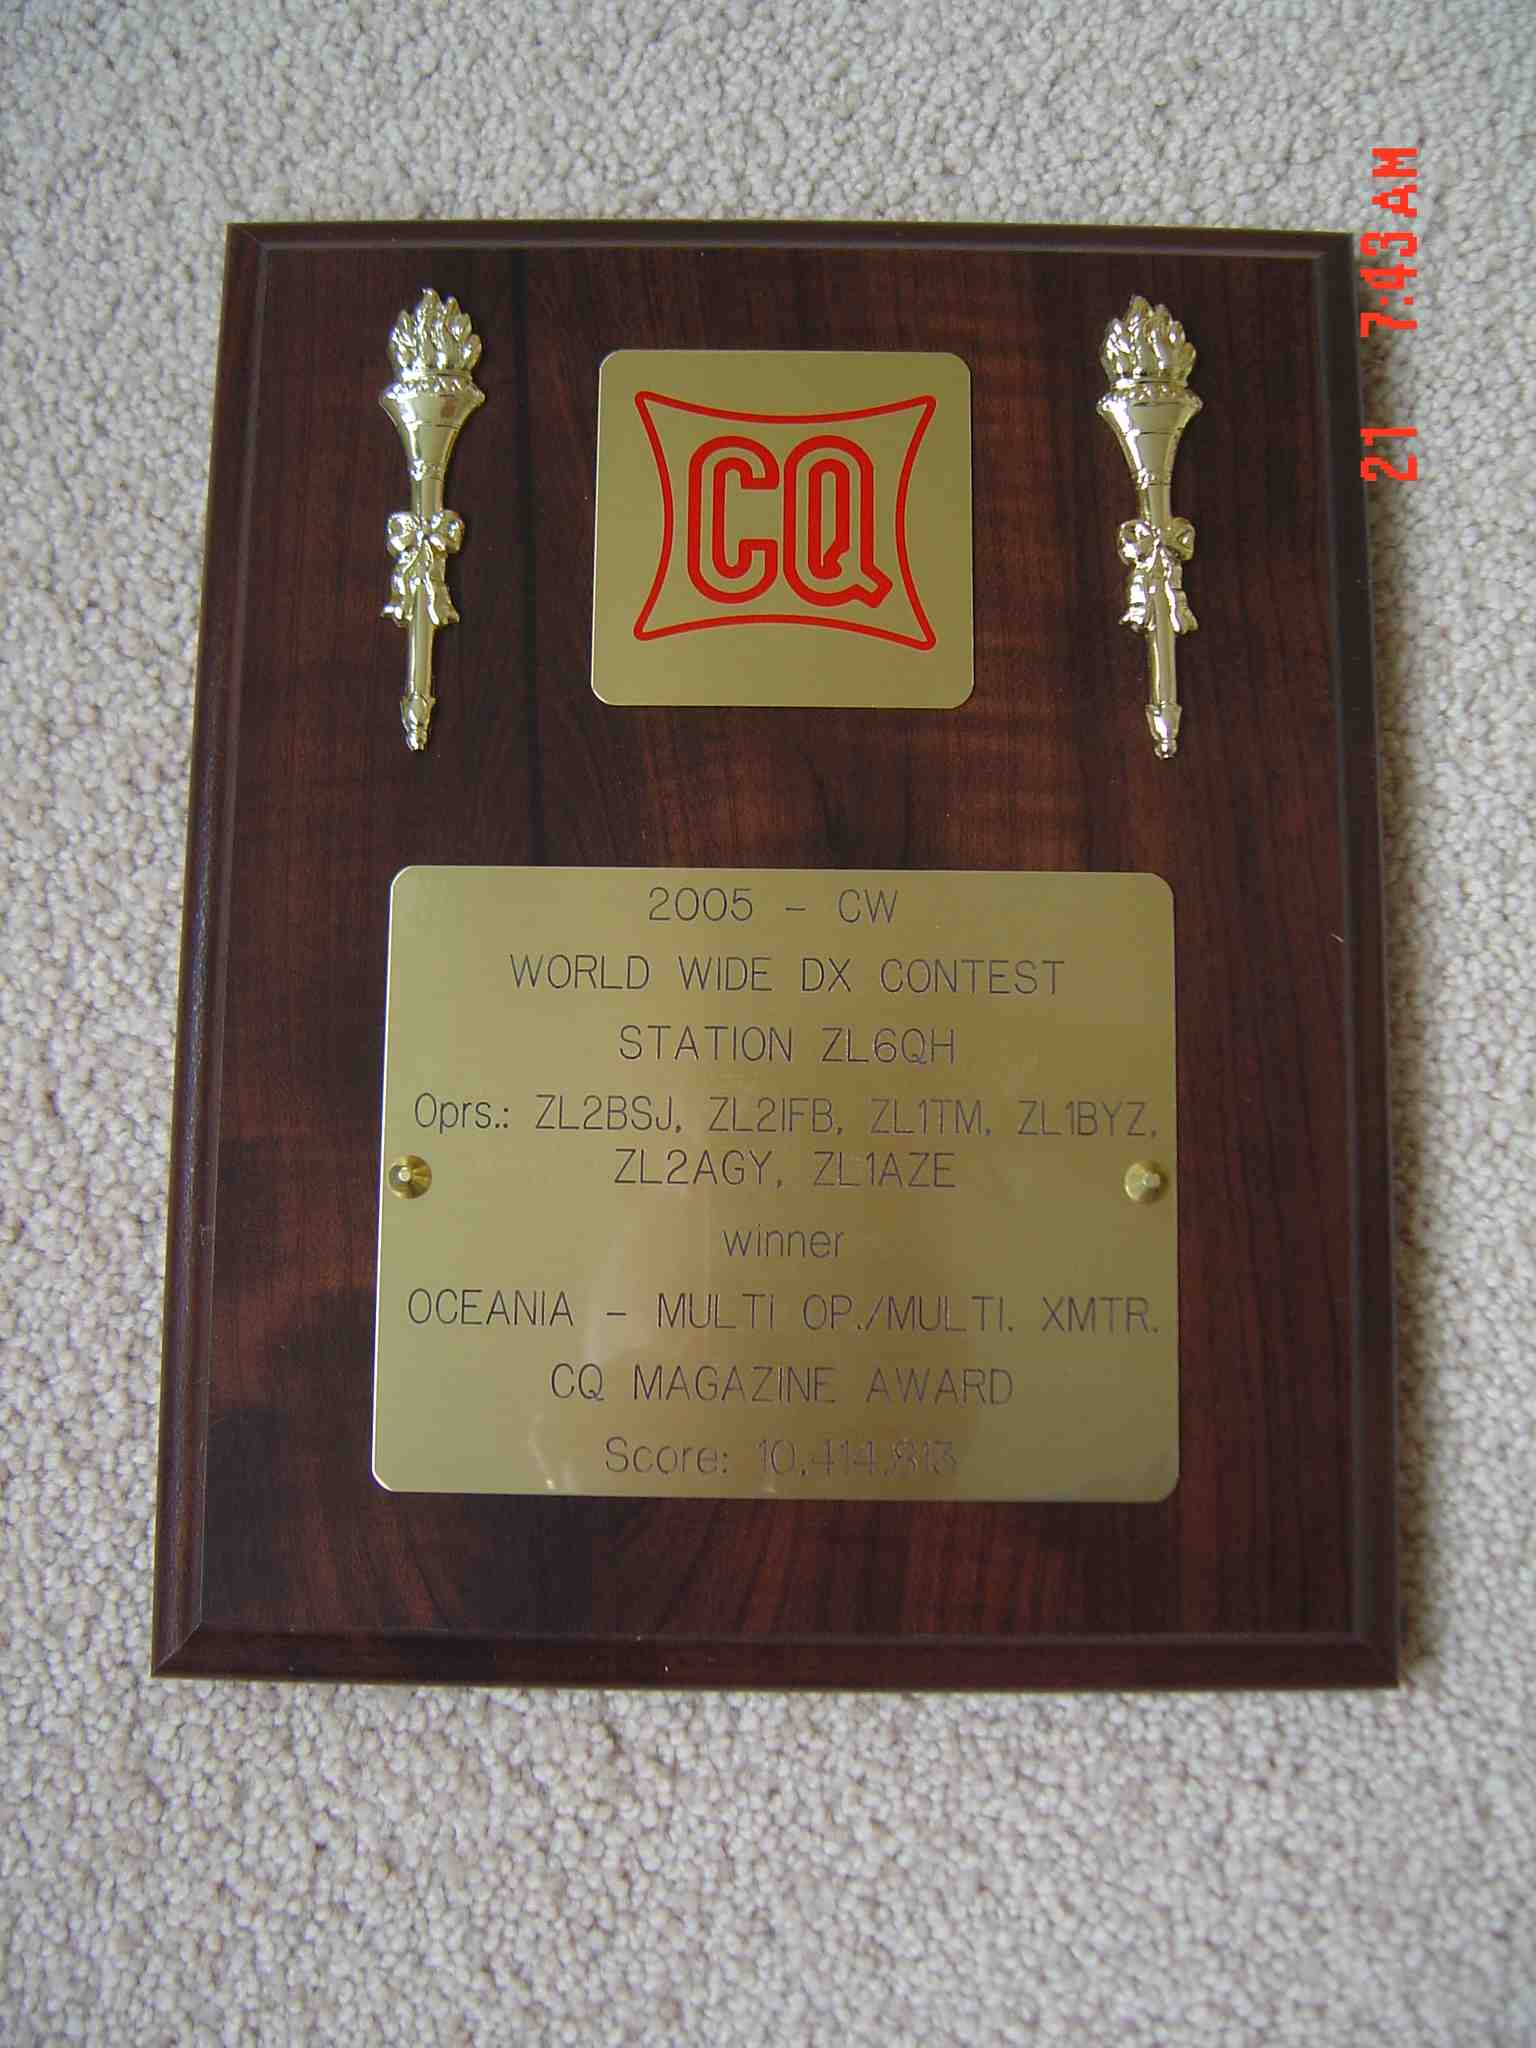 CQ
2005 - CW
WORLD WIDE DX CONTEST
STATION ZL6QH
Oprs.: ZL2BSJ, ZL2IFB, ZL1TM, ZL1BYZ,
ZL2AGY, ZL1AZE
winner
OCEANIA - MULTI OP./MULTI. XMTR.
CQ MAGAZINE AWARD
Score: 10,414,813
21 7:43 AM